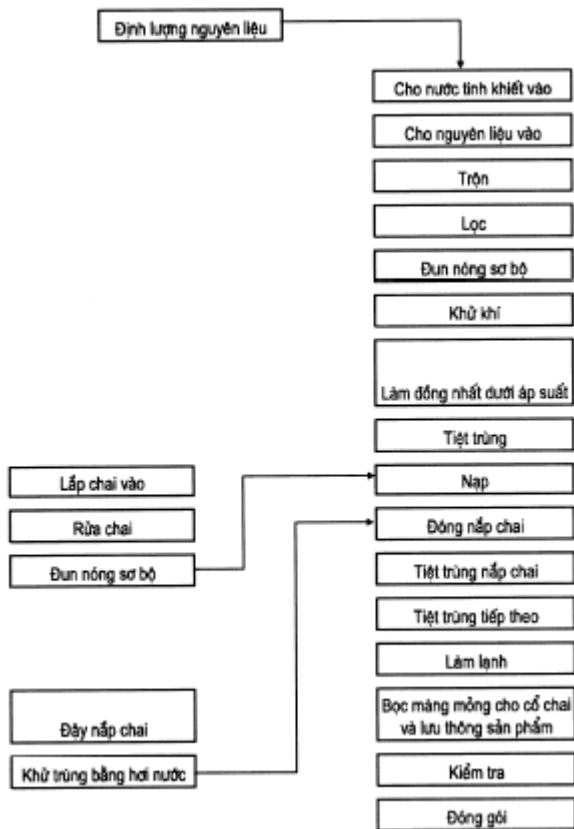 Định lượng nguyên liệu
Cho nước tinh khiết vào
Cho nguyên liệu vào
Trộn
Lọc
Đun nóng sơ bộ
Khử khí
Làm đồng nhất dưới áp suất
Tiệt trùng
Lắp chai vào
Nạp
Rửa chai
Đóng nắp chai
Đun nóng sơ bộ
Tiệt trùng nắp chai
Tiệt trùng tiếp theo
Làm lạnh
Đậy nắp chai
Bọc màng mỏng cho cổ chai
và lưu thông sản phẩm
Khử trùng bằng hơi nước
Kiểm tra
Đóng gói